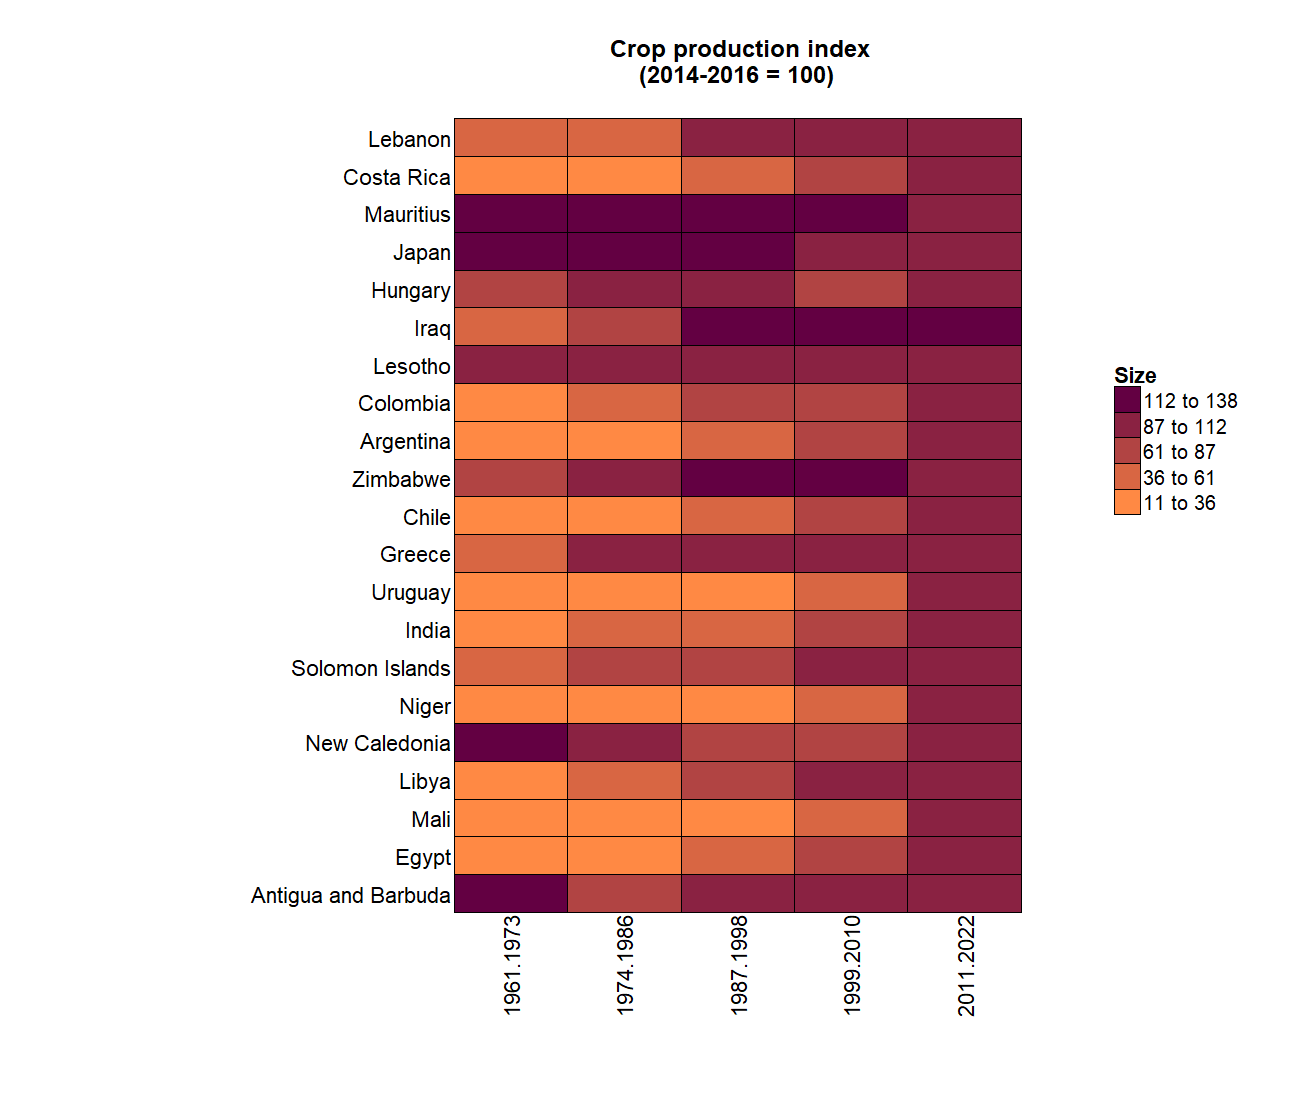 Crop production index
(2014-2016 = 100)
Lebanon
Costa Rica
Mauritius
Japan
Hungary
Iraq
Lesotho
Colombia
Argentina
Zimbabwe
Chile
Greece
Uruguay
India
Solomon Islands
Niger
New Caledonia
Libya
Mali
Egypt
Antigua and Barbuda
1961.1973
1974.1986
1987.1998
1999.2010
2011.2022
Size
112 to 138
87 to 112
61 to 87
36 to 61
11 to 36